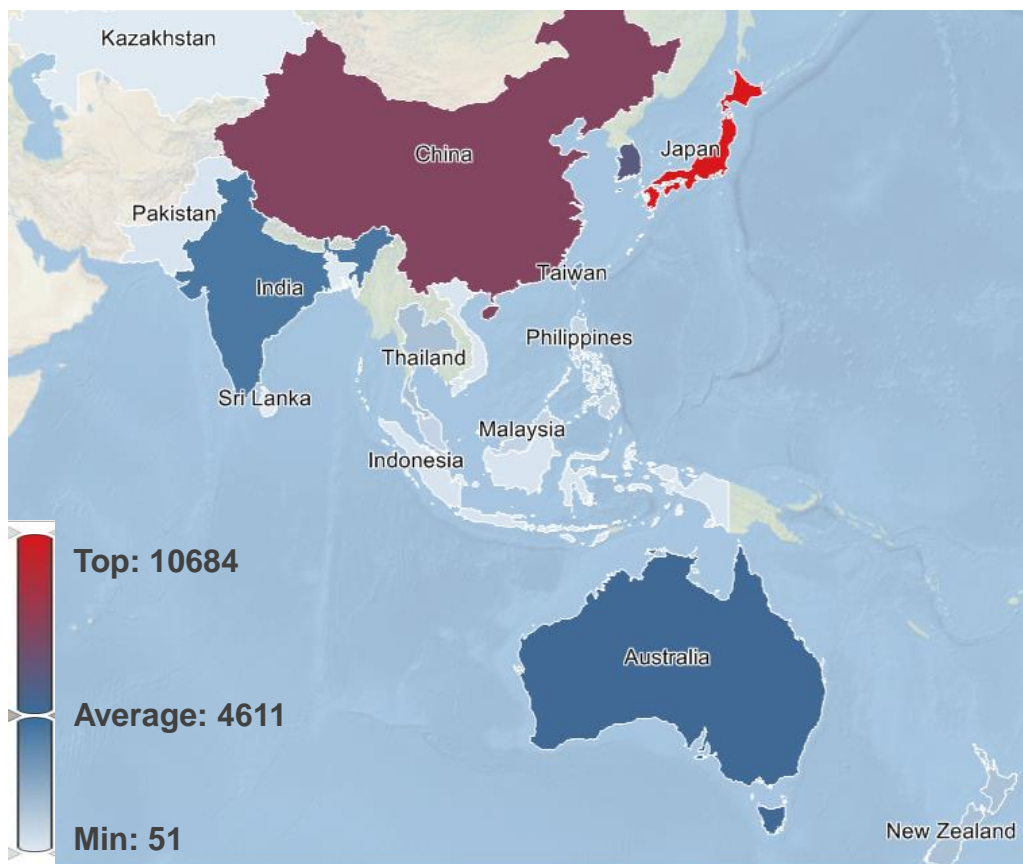 Kazakhstan
China
Japan
Pakistan
Taiwan
India
Philippines
Thailand
Sri Lanka
Malaysia
Indonesia
Top: 10684
Australia
Average: 4611
New Zealand
Min: 51